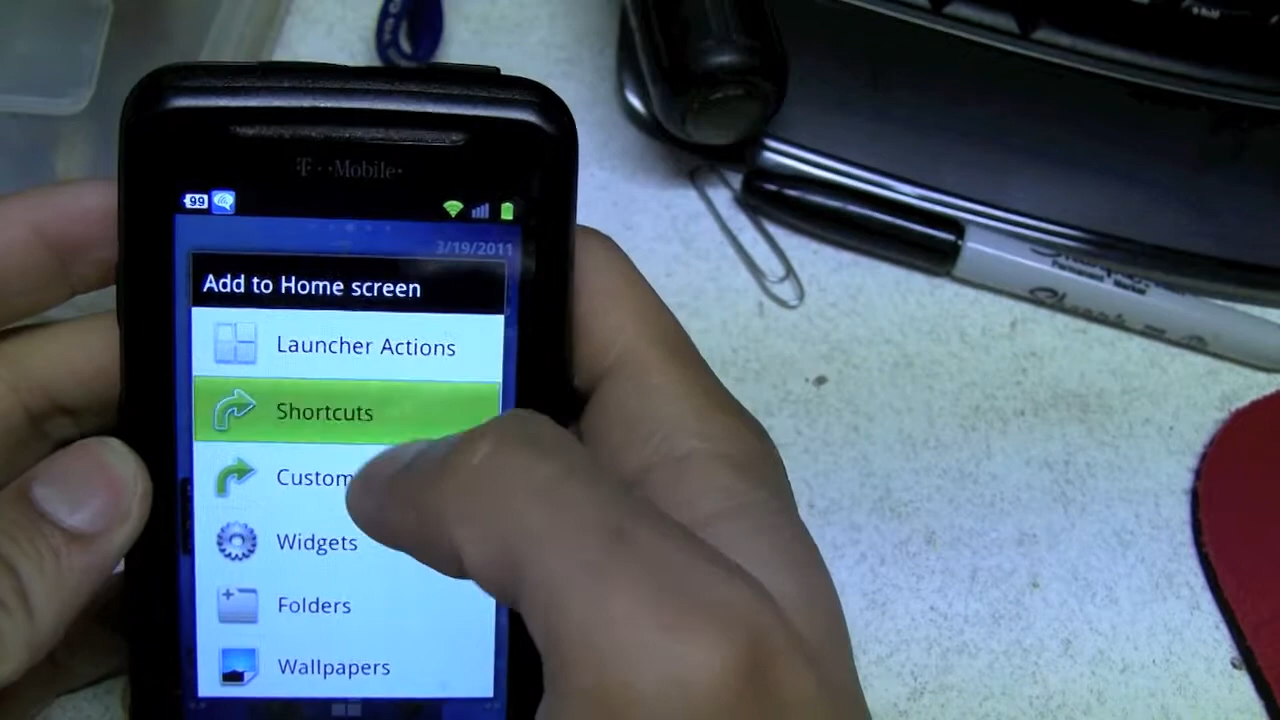 T··Mobile·
99
3/19/2011
Add to Home screen
Launcher Actions
Shortcuts
Custom
Widgets
Folders
Wallpapers